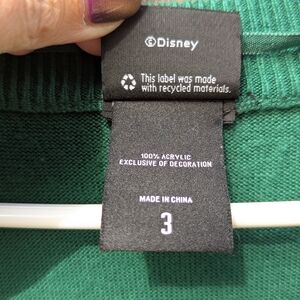 ©Disney
This label was made
with recycled materials.
100% ACRYLIC
EXCLUSIVE OF DECORATION
MADE IN CHINA
3